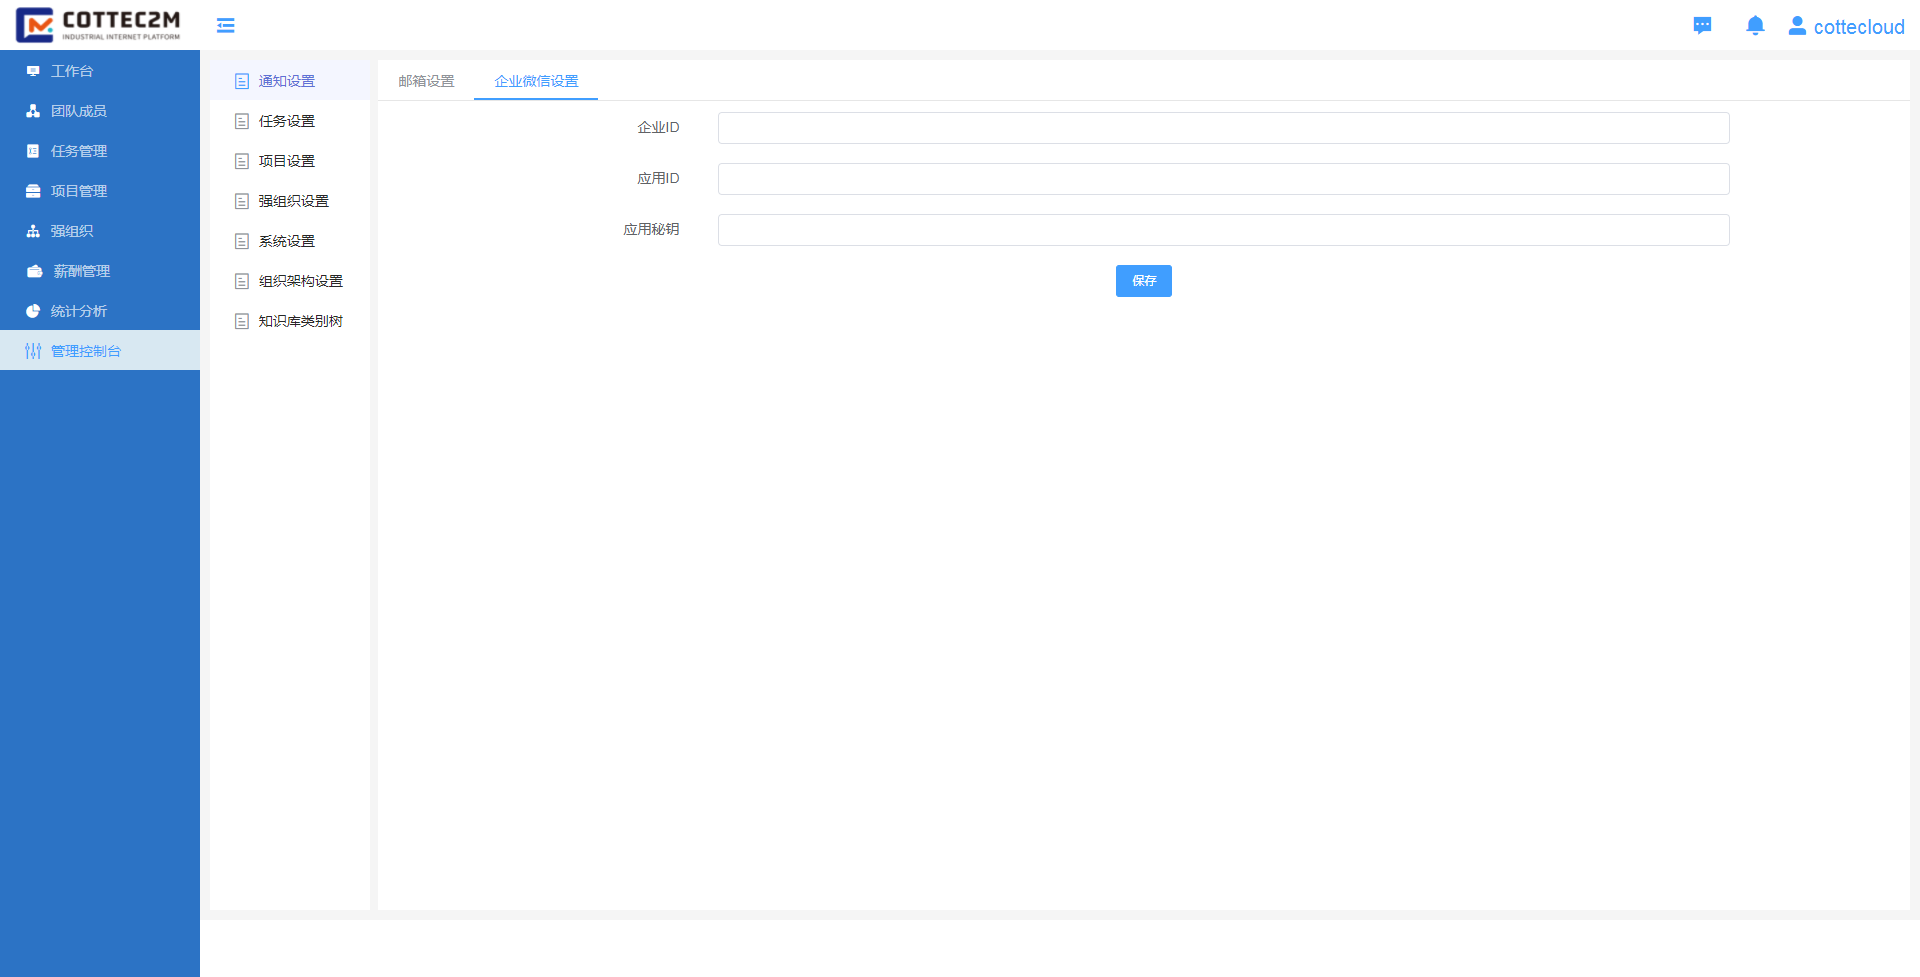 COTTEC2M
INDUSTRIAL INTERNET PLATFORM
cottecloud
工作台
团队成员
任务管理
项目管理
强组织
薪酬管理
统计分析
管理控制台
通知设置
任务设置
项目设置
强组织设置
系统设置
组织架构设置
知识库类别树
邮箱设置
企业微信设置
企业ID
应用ID
应用秘钥
保存